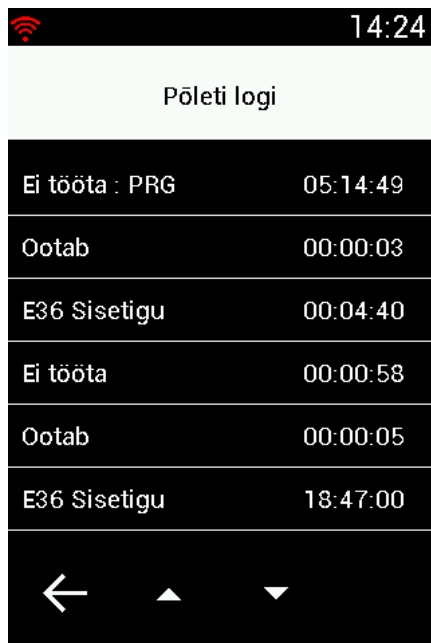 14:24
Põleti logi
Ei tööta : PRG 05:14:49
Ootab 00:00:03
E36 Sisetigu 00:04:40
Ei tööta 00:00:58
Ootab 00:00:05
E36 Sisetigu 18:47:00